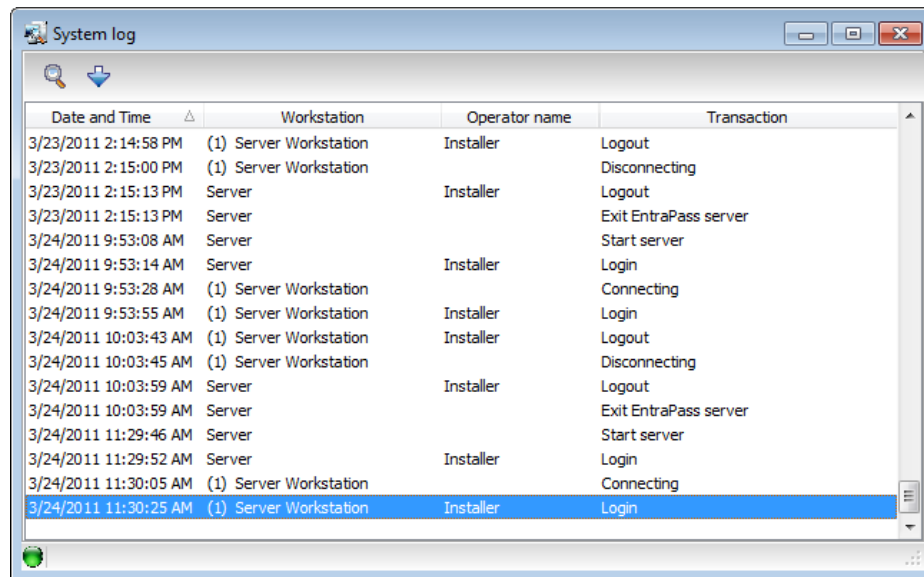 System log
Date and Time Workstation Operator name Transaction
3/23/2011 2:14:58 PM (1) Server Workstation Installer Logout
3/23/2011 2:15:00 PM (1) Server Workstation Disconnecting
3/23/2011 2:15:13 PM Server Installer Logout
3/23/2011 2:15:13 PM Server Exit EntraPass server
3/24/2011 9:53:08 AM Server Start server
3/24/2011 9:53:14 AM Server Installer Login
3/24/2011 9:53:28 AM (1) Server Workstation Connecting
3/24/2011 9:53:55 AM (1) Server Workstation Installer Login
3/24/2011 10:03:43 AM (1) Server Workstation Installer Logout
3/24/2011 10:03:45 AM (1) Server Workstation Disconnecting
3/24/2011 10:03:59 AM Server Installer Logout
3/24/2011 10:03:59 AM Server Exit EntraPass server
3/24/2011 11:29:46 AM Server Start server
3/24/2011 11:29:52 AM Server Installer Login
3/24/2011 11:30:05 AM (1) Server Workstation Connecting
3/24/2011 11:30:25 AM (1) Server Workstation Installer Login